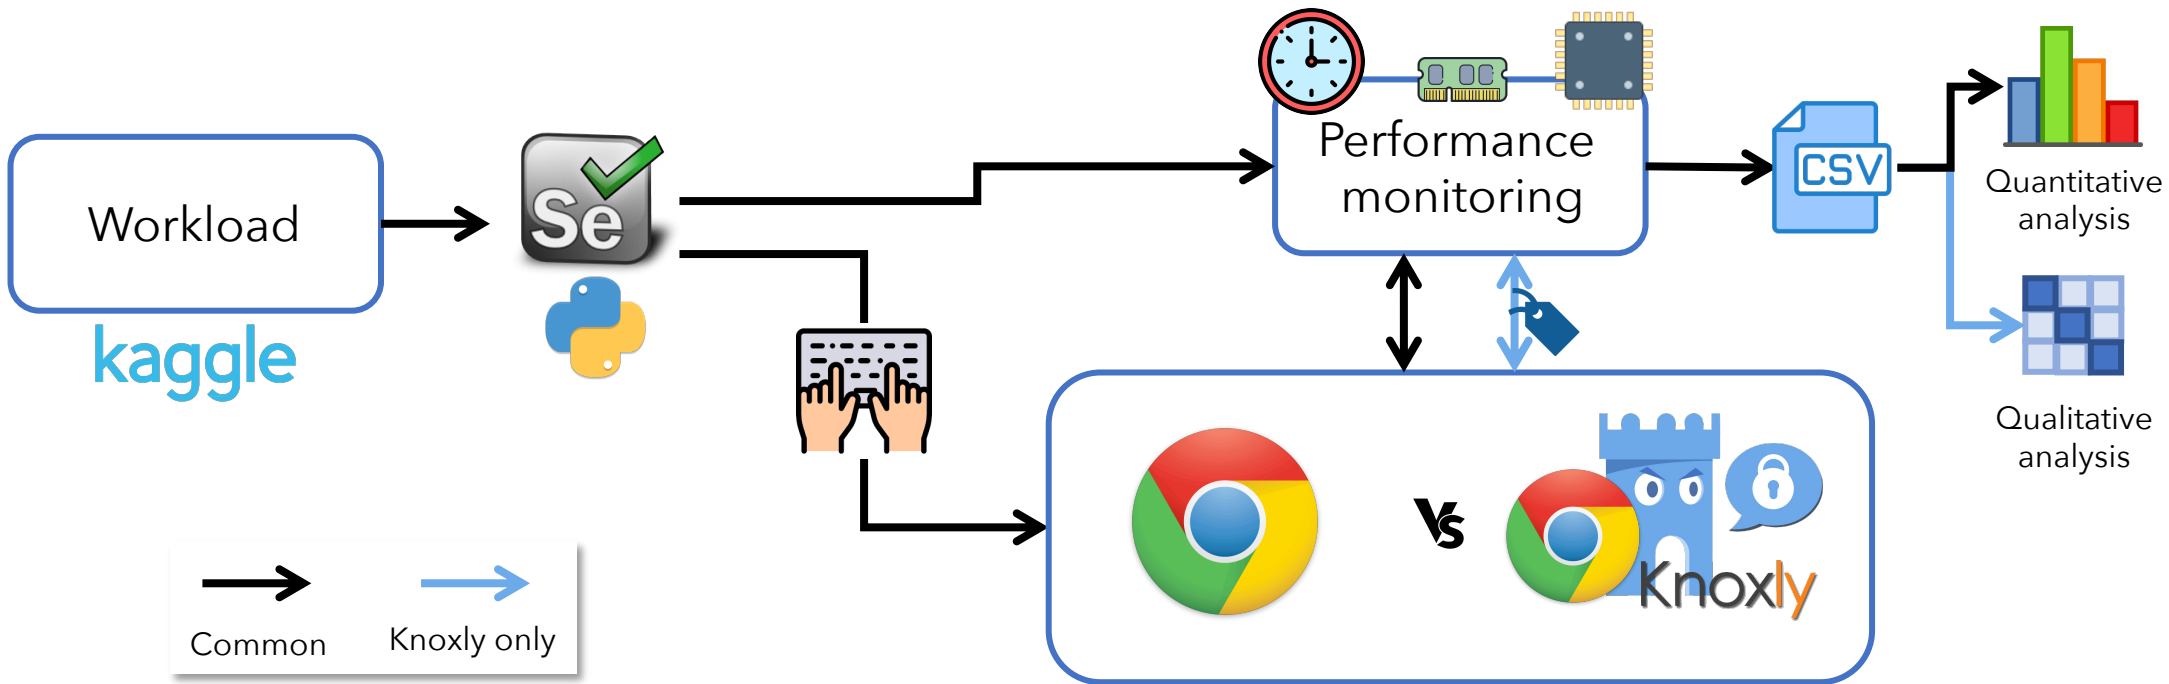 Workload
kaggle
Se
Performance
monitoring
CSV
Quantitative
analysis
Qualitative
analysis
Vs
Knoxly
Common
Knoxly only